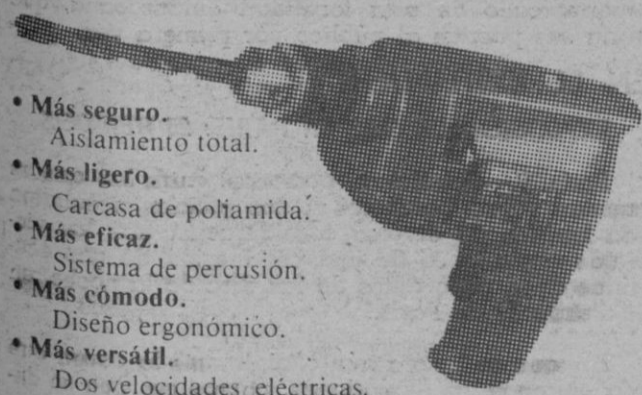 • Más seguro.
Aislamiento total.
• Más ligero.
Carcasa de poliamida.
• Más eficaz.
Sistema de percusión.
• Más cómodo.
Diseño ergonómico.
• Más versátil.
Dos velocidades eléctricas.